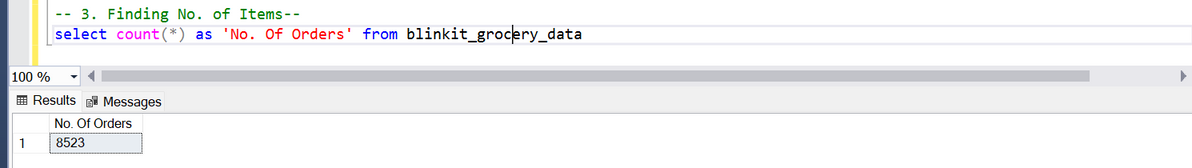 -- 3. Finding No. of Items--
select count(*) as 'No. Of Orders' from blinkit_grocery_data
100 %
Results Messages
No. Of Orders
1 8523